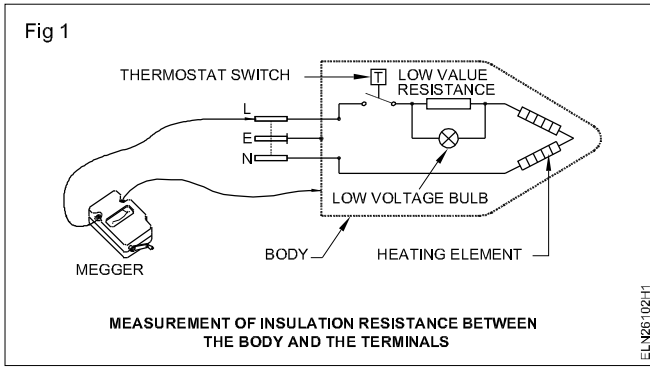 Fig 1
THERMOSTAT SWITCH
T
LOW VALUE
RESISTANCE
L
E
N
LOW VOLTAGE BULB
BODY
HEATING ELEMENT
MEGGER
MEASUREMENT OF INSULATION RESISTANCE BETWEEN
THE BODY AND THE TERMINALS
ELN26102H1